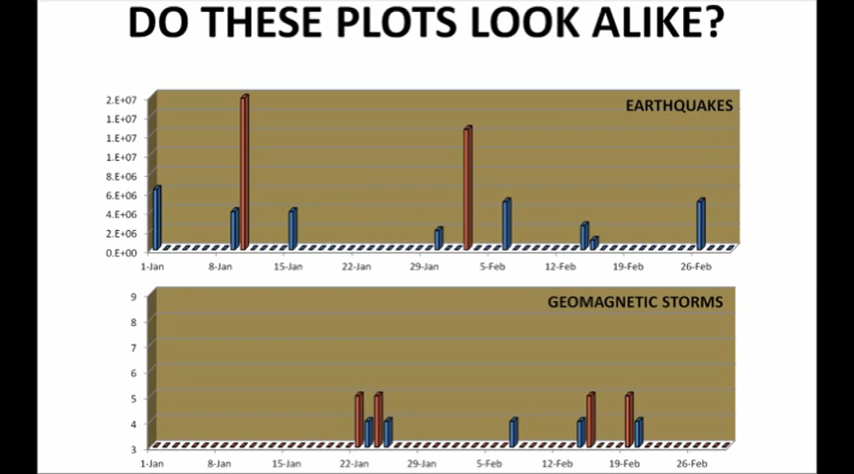 DO THESE PLOTS LOOK ALIKE?
EARTHQUAKES
2.E+07
1.E+07
1.E+07
1.E+07
8.E+06
6.E+06
4.E+06
2.E+06
0.E+00
1-Jan 8-Jan 15-Jan 22-Jan 29-Jan 5-Feb 12-Feb 19-Feb 26-Feb
GEOMAGNETIC STORMS
9
8
7
6
5
4
3
1-Jan 8-Jan 15-Jan 22-Jan 29-Jan 5-Feb 12-Feb 19-Feb 26-Feb